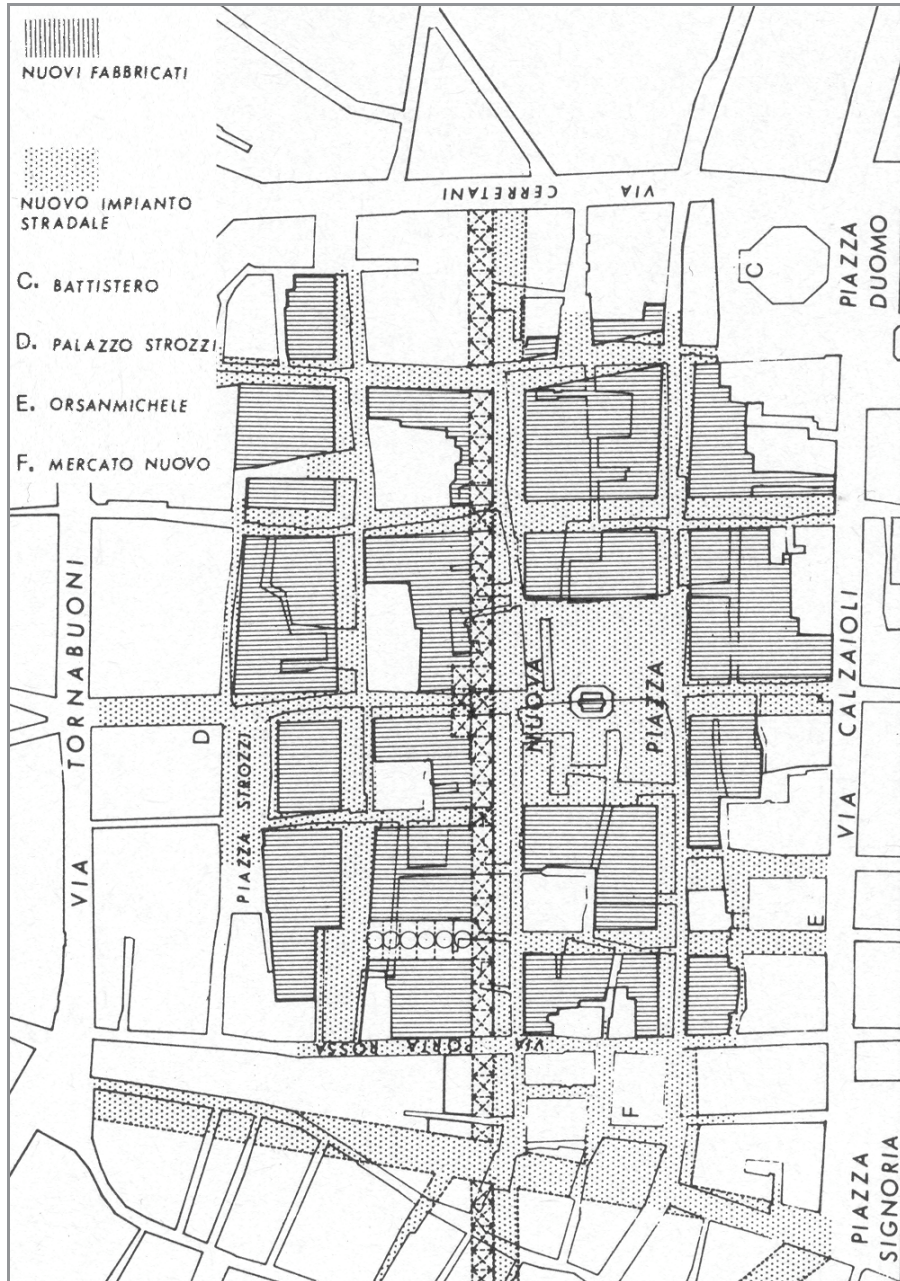 NUOVI FABBRICATI
NUOVO IMPIANTO
STRADALE
C. BATTISTERO
D. PALAZZO STROZZI
E. ORSANMICHELE
F. MERCATO NUOVO
VIA CERRETANI
C
PIAZZA
DUOMO
VIA TORNABUONI
D
PIAZZA STROZZI
NUOVA
PIAZZA
VIA CALZAIOLI
E
VIA PORTA ROSSA
F
PIAZZA
SIGNORIA